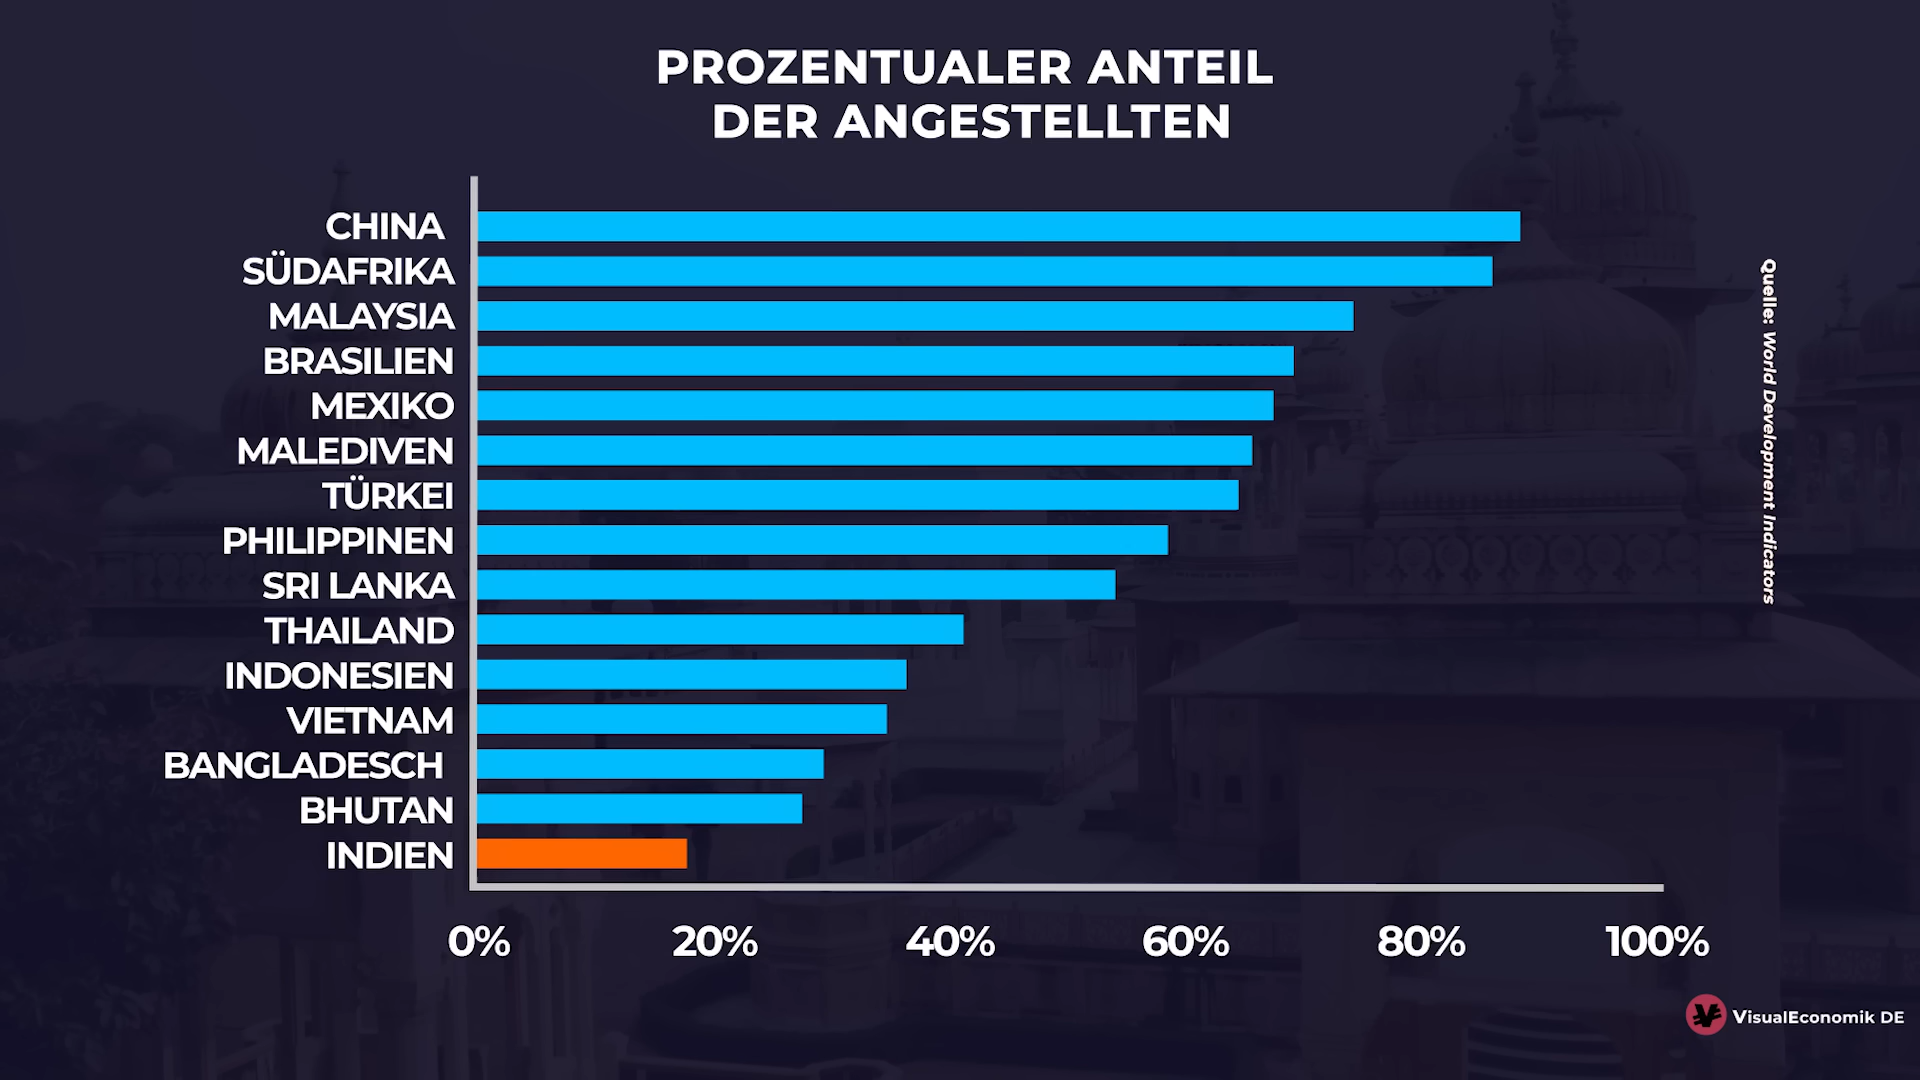 PROZENTUALER ANTEIL
DER ANGESTELLTEN
CHINA
SÜDAFRIKA
MALAYSIA
BRASILIEN
MEXIKO
MALEDIVEN
TÜRKEI
PHILIPPINEN
SRI LANKA
THAILAND
INDONESIEN
VIETNAM
BANGLADESCH
BHUTAN
INDIEN
0% 20% 40% 60% 80% 100%
Quelle: World Development Indicators
VISUALECONOMIK DE